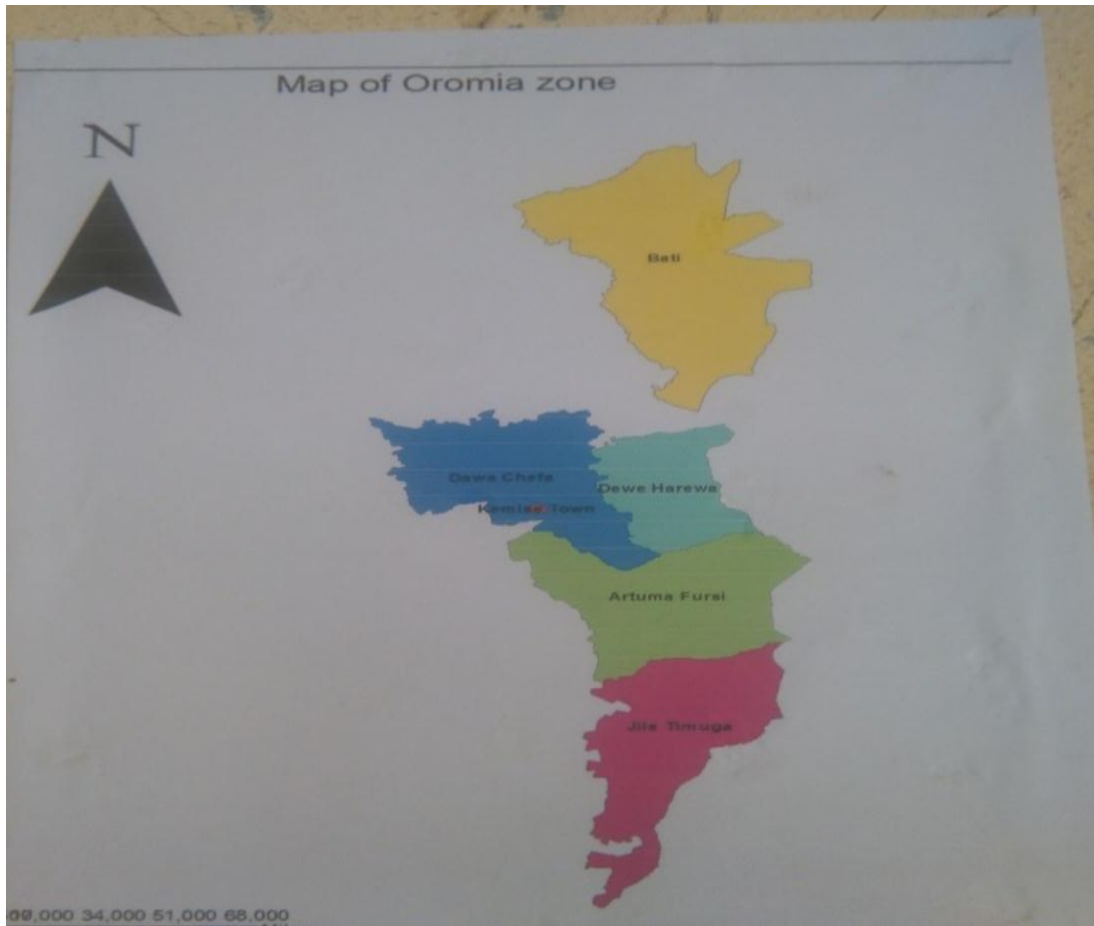 Map of Oromia zone
N
Bati
Dawa Chafa
Dewe Harewa
Kemise Town
Artuma Fursi
Jile Timuga
34,000 51,000 68,000